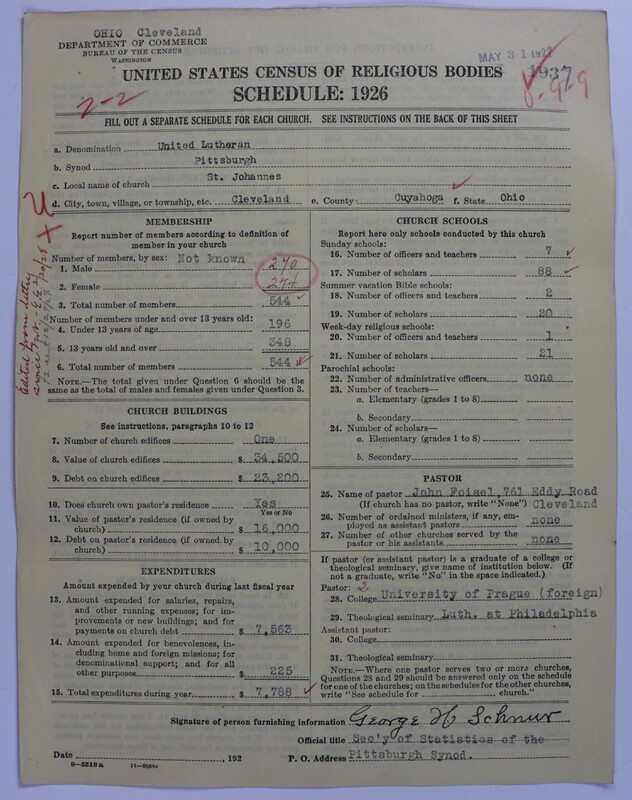 OHIO Cleveland
DEPARTMENT OF COMMERCE
BUREAU OF THE CENSUS
WASHINGTON
MAY 31 1927
1937
2-2
8-9-9
UNITED STATES CENSUS OF RELIGIOUS BODIES
SCHEDULE: 1926
FILL OUT A SEPARATE SCHEDULE FOR EACH CHURCH. SEE INSTRUCTIONS ON THE BACK OF THIS SHEET
a. Denomination United Lutheran
b. Synod Pittsburgh
c. Local name of church St. Johannes
d. City, town, village, or township, etc. Cleveland e. County Cuyahoga f. State Ohio
MEMBERSHIP
Report number of members according to definition of
member in your church
Number of members, by sex: Not known
1. Male 270
2. Female 274
3. Total number of members 544
Number of members under and over 13 years old:
4. Under 13 years of age 196
5. 13 years old and over 348
6. Total number of members 544
NOTE.—The total given under Question 6 should be
same as the total of males and females given under Question 3.
CHURCH BUILDINGS
See instructions, paragraphs 10 to 12
7. Number of church edifices One
8. Value of church edifices $ 34,500
9. Debt on church edifices $ 23,200
10. Does church own pastor's residence Yes
Yes or No
11. Value of pastor's residence (if owned by
church) $ 16,000
12. Debt on pastor's residence (if owned by
church) $ 10,000
EXPENDITURES
Amount expended by your church during last fiscal year
13. Amount expended for salaries, repairs,
and other running expenses; for im-
provements or new buildings; and for
payments on church debt $ 7,563
14. Amount expended for benevolences, in-
cluding home and foreign missions; for
denominational support; and for all
other purposes $ 225
15. Total expenditures during year $ 7,788
CHURCH SCHOOLS
Report here only schools conducted by this church
Sunday schools:
16. Number of officers and teachers 7
17. Number of scholars 88
Summer vacation Bible schools:
18. Number of officers and teachers 2
19. Number of scholars 20
Week-day religious schools:
20. Number of officers and teachers 1
21. Number of scholars 21
Parochial schools:
22. Number of administrative officers none
23. Number of teachers—
a. Elementary (grades 1 to 8)
b. Secondary
24. Number of scholars—
a. Elementary (grades 1 to 8)
b. Secondary
PASTOR
25. Name of pastor John Foisel, 761 Eddy Road
(If church has no pastor, write "None") Cleveland
26. Number of ordained ministers, if any, em-
ployed as assistant pastors none
27. Number of other churches served by the
pastor or his assistants none
If pastor (or assistant pastor) is a graduate of a college or
theological seminary, give name of institution below. (If
not a graduate, write "No" in the space indicated.)
Pastor: 2
28. College University of Prague (foreign)
29. Theological seminary Luth. at Philadelphia
Assistant pastor:
30. College
31. Theological seminary
NOTE.—Where one pastor serves two or more churches,
Questions 28 and 29 should be answered only on the schedule
for one of the churches; on the schedules for the other churches,
write "See schedule for church."
Signature of person furnishing information George H Schnur
Official title Sec'y of Statistics of the
Date , 192 P. O. Address Pittsburgh Synod.
8-5518 a